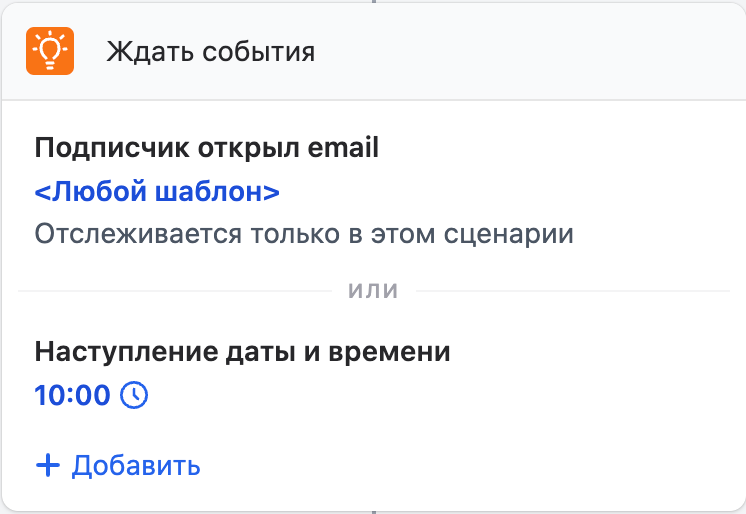 Ждать события
Подписчик открыл email
<Любой шаблон>
Отслеживается только в этом сценарии
ИЛИ
Наступление даты и времени
10:00
+ Добавить